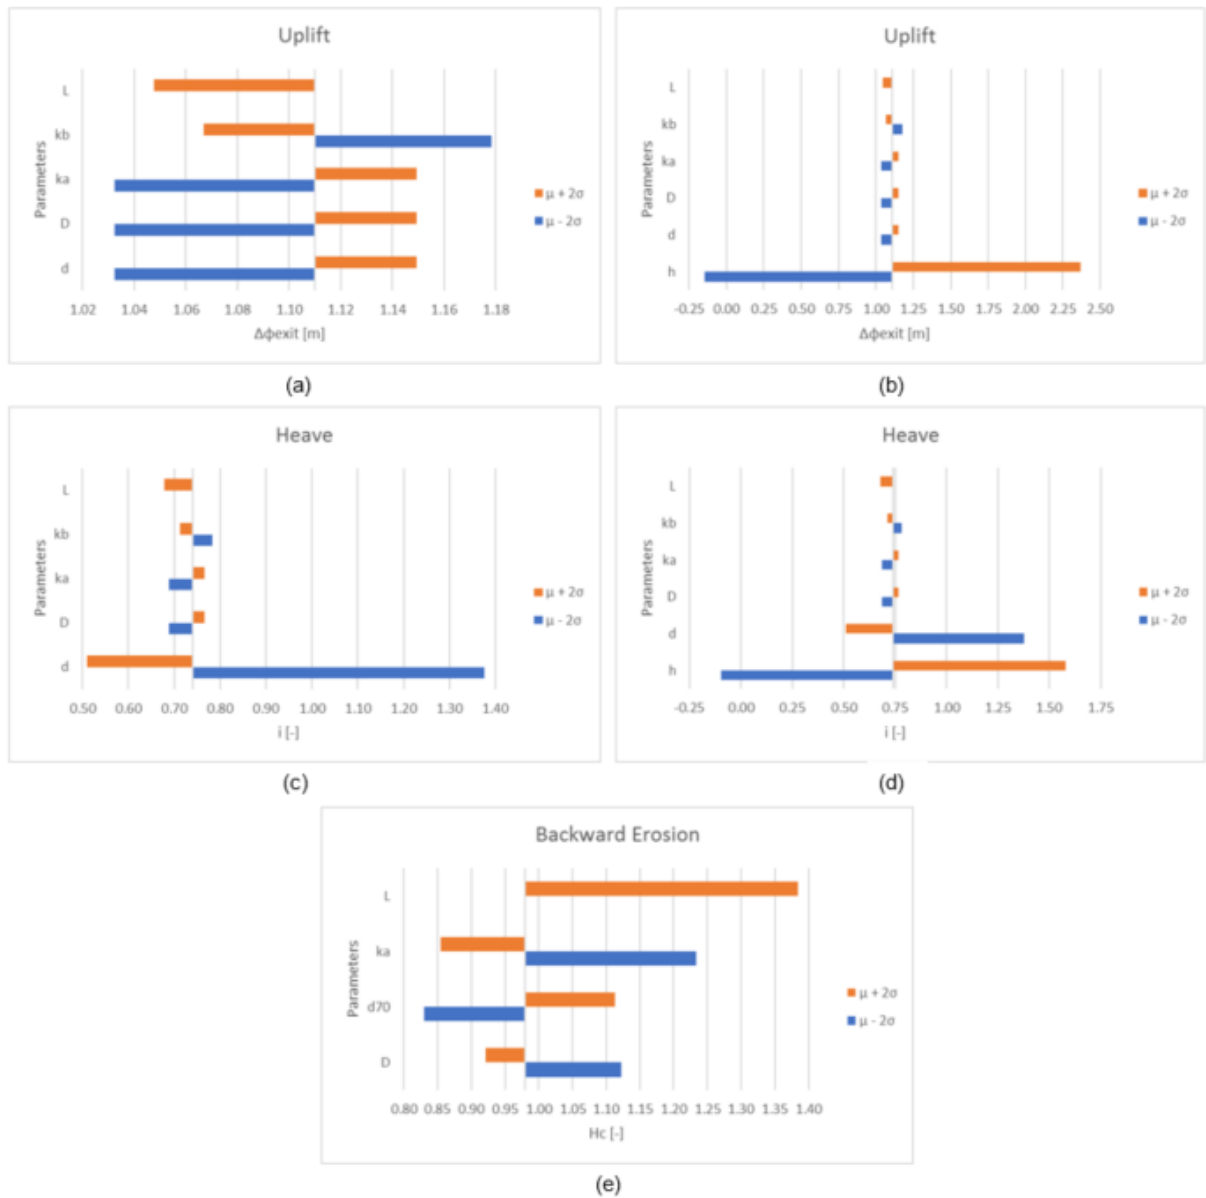 Uplift
Parameters
L
kb
ka
D
d
1.02 1.04 1.06 1.08 1.10 1.12 1.14 1.16 1.18
Δϕexit [m]
μ + 2σ
μ - 2σ
(a)
Uplift
Parameters
L
kb
ka
D
d
h
-0.25 0.00 0.25 0.50 0.75 1.00 1.25 1.50 1.75 2.00 2.25 2.50
Δϕexit [m]
μ + 2σ
μ - 2σ
(b)
Heave
Parameters
L
kb
ka
D
d
0.50 0.60 0.70 0.80 0.90 1.00 1.10 1.20 1.30 1.40
i [-]
μ + 2σ
μ - 2σ
(c)
Heave
Parameters
L
kb
ka
D
d
h
-0.25 0.00 0.25 0.50 0.75 1.00 1.25 1.50 1.75
i [-]
μ + 2σ
μ - 2σ
(d)
Backward Erosion
Parameters
L
ka
d70
D
0.80 0.85 0.90 0.95 1.00 1.05 1.10 1.15 1.20 1.25 1.30 1.35 1.40
Hc [-]
μ + 2σ
μ - 2σ
(e)